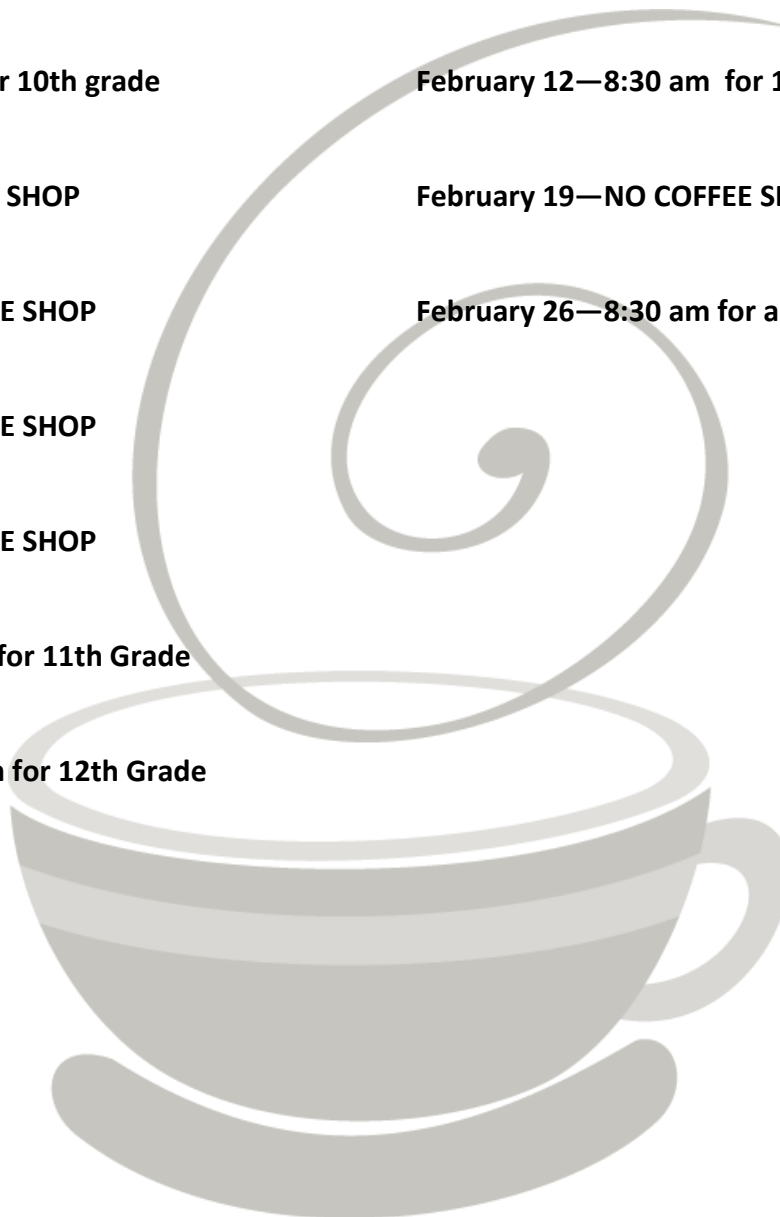 r 10th grade
SHOP
E SHOP
E SHOP
E SHOP
for 11th Grade
for 12th Grade
February 12—8:30 am  for 1
February 19—NO COFFEE
February 26—8:30 am for a